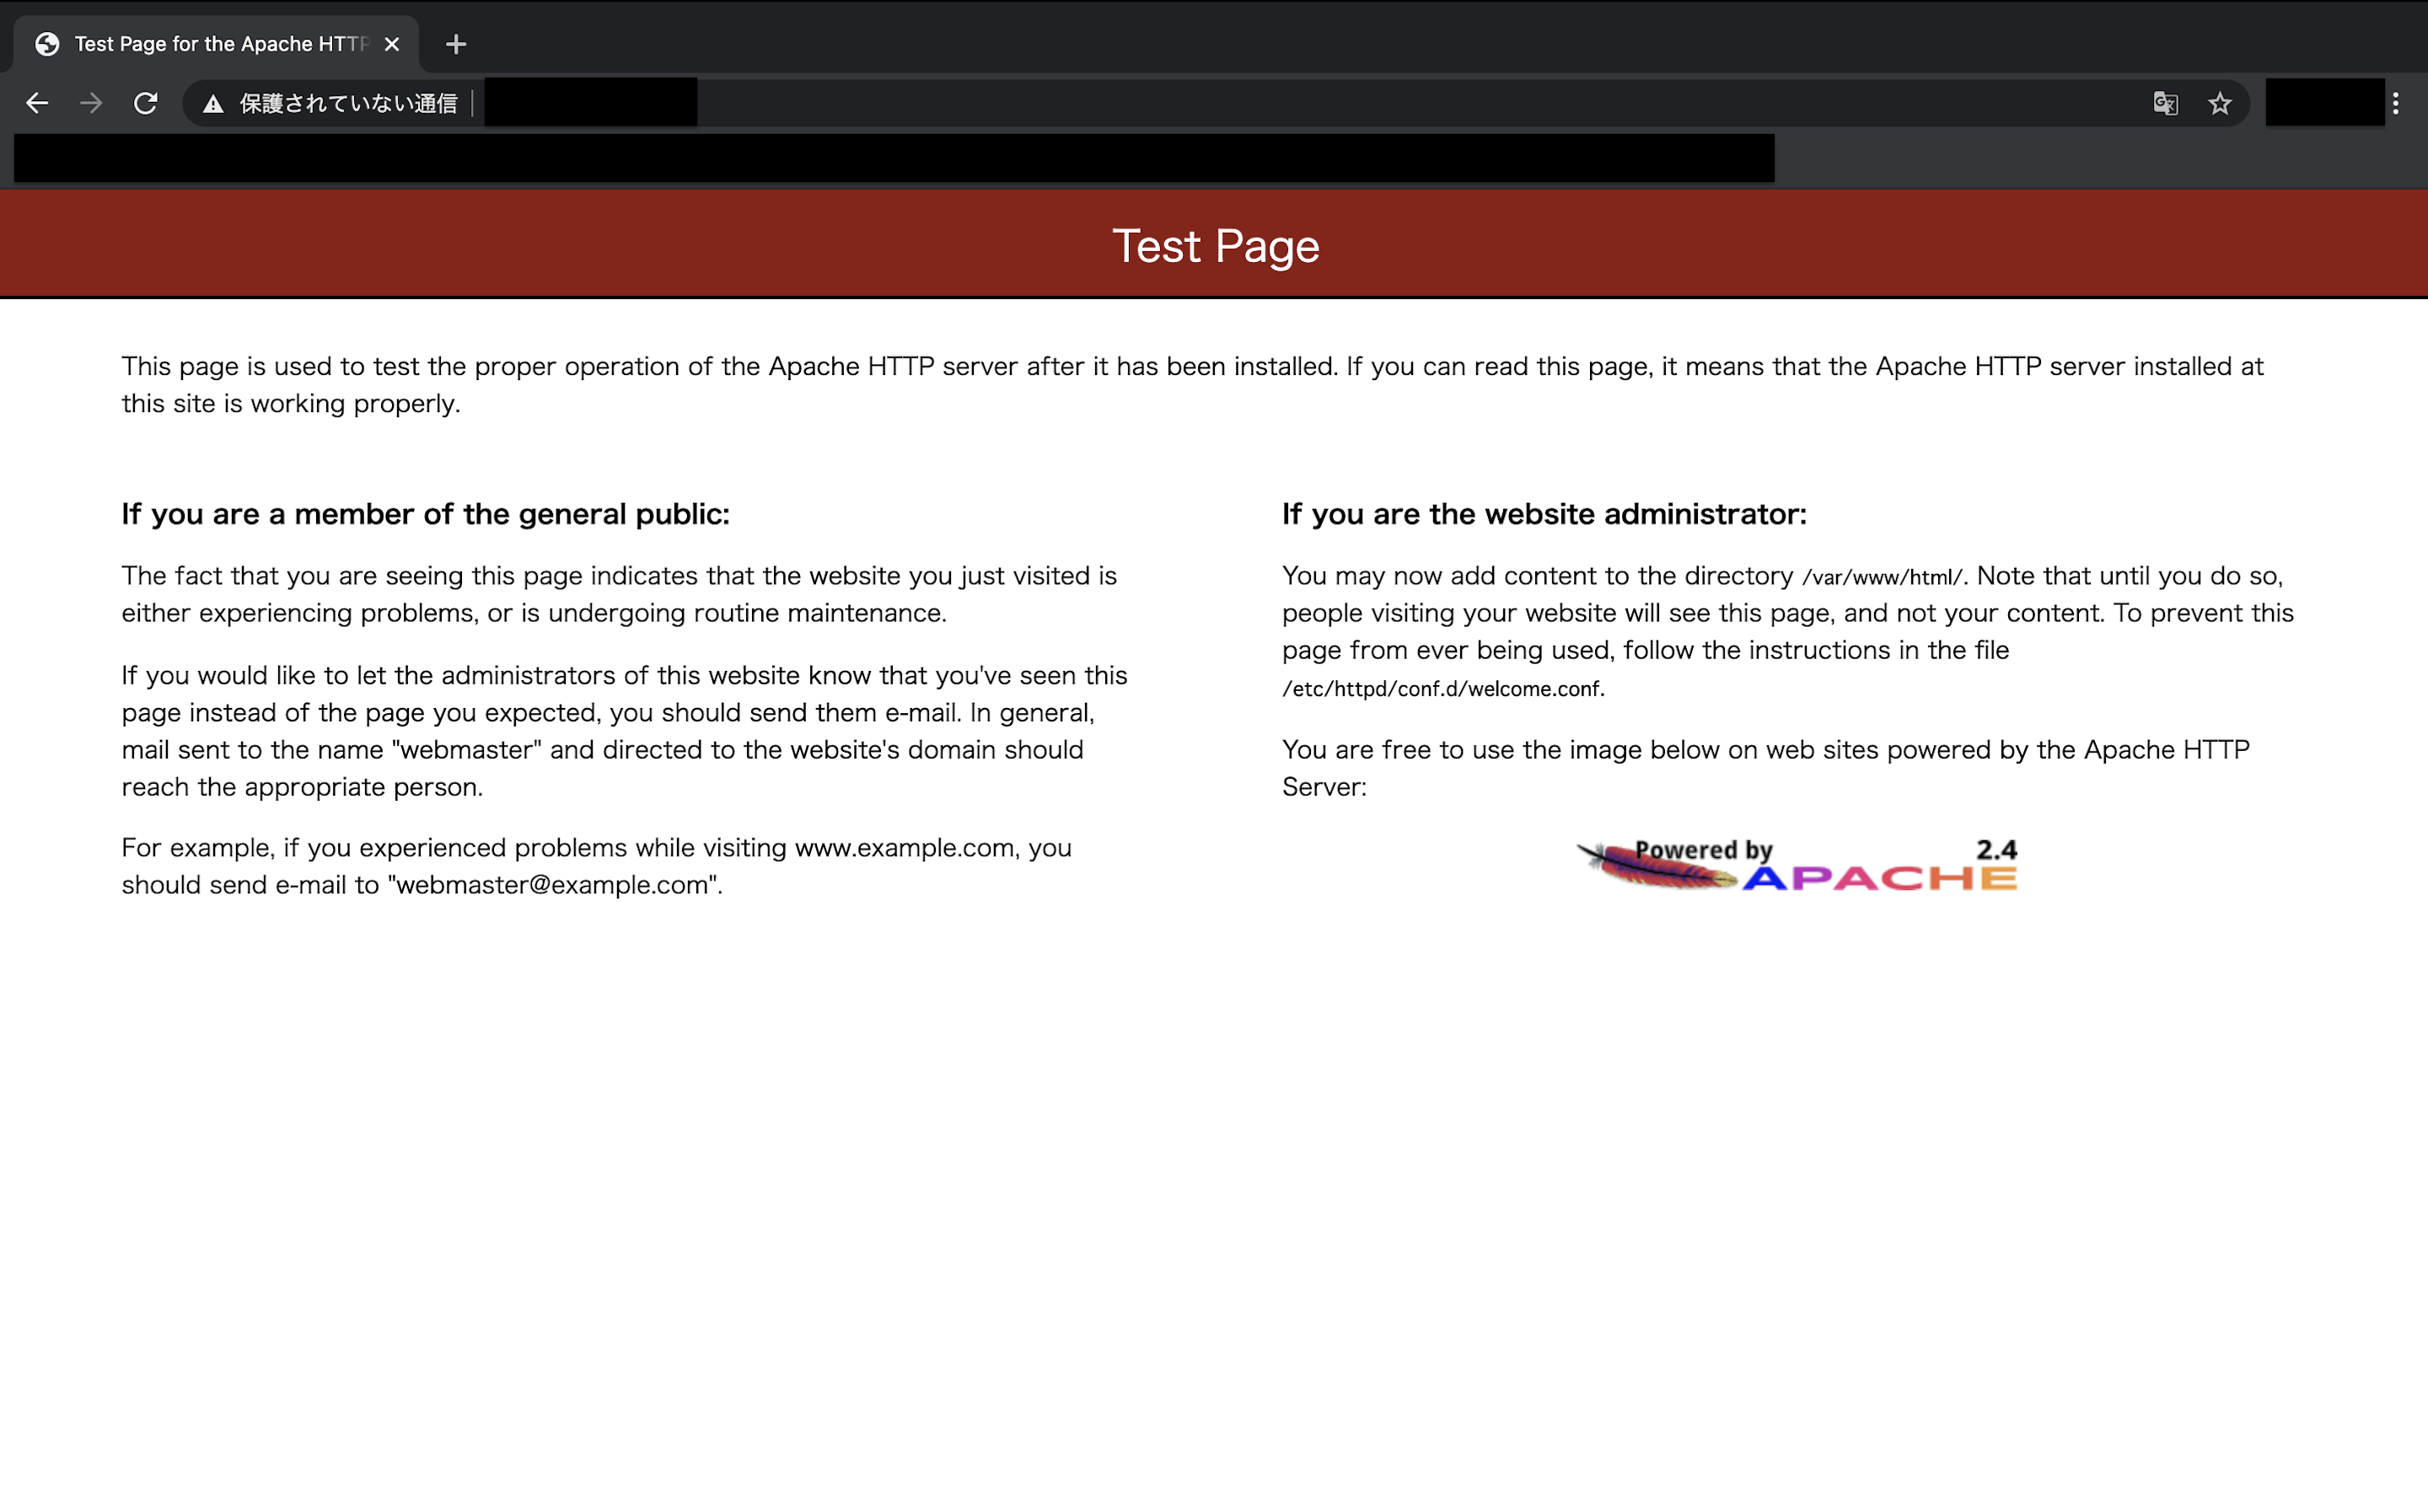 Test Page for the Apache HTTP
保護されていない通信
Test Page
This page is used to test the proper operation of the Apache HTTP server after it has been installed. If you can read this page, it means that the Apache HTTP server installed at
this site is working properly.
If you are a member of the general public:
The fact that you are seeing this page indicates that the website you just visited is
either experiencing problems, or is undergoing routine maintenance.
If you would like to let the administrators of this website know that you've seen this
page instead of the page you expected, you should send them e-mail. In general,
mail sent to the name "webmaster" and directed to the website's domain should
reach the appropriate person.
For example, if you experienced problems while visiting www.example.com, you
should send e-mail to "webmaster@example.com".
If you are the website administrator:
You may now add content to the directory /var/www/html/. Note that until you do so,
people visiting your website will see this page, and not your content. To prevent this
page from ever being used, follow the instructions in the file
/etc/httpd/conf.d/welcome.conf.
You are free to use the image below on web sites powered by the Apache HTTP
Server:
Powered by 2.4
APACHE